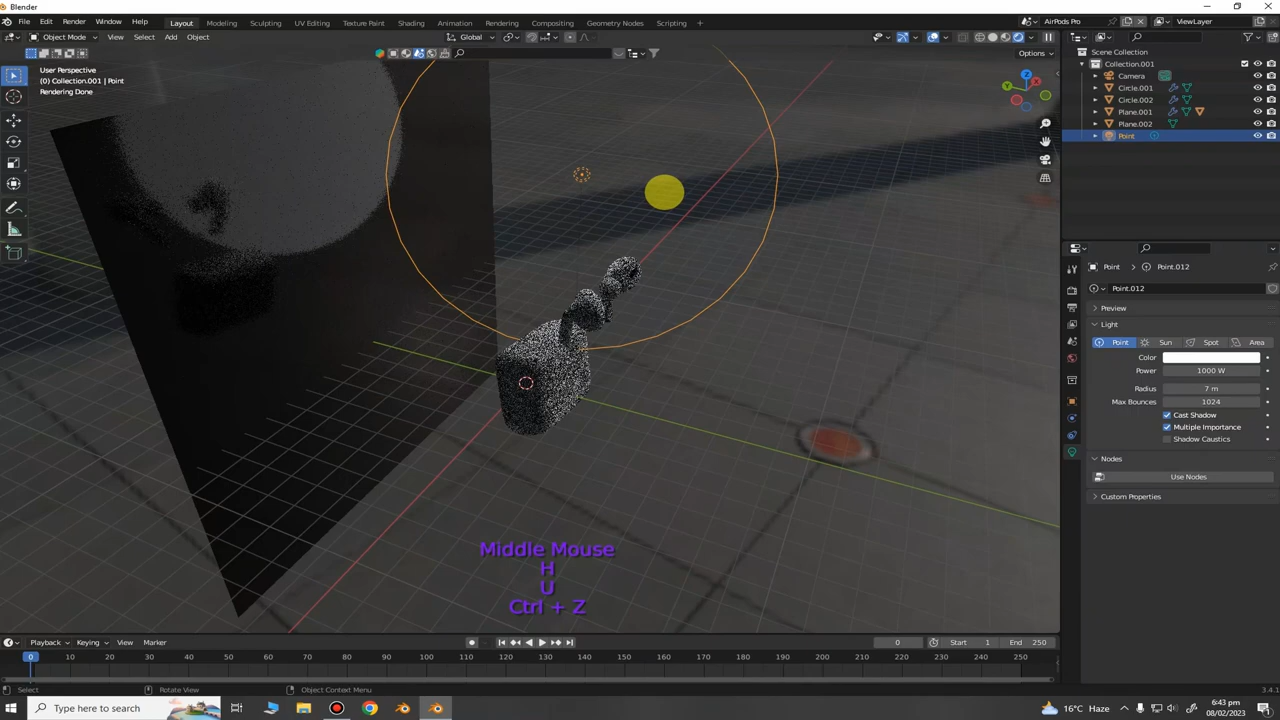 Blender
File Edit Render Window Help Layout Modeling Sculpting UV Editing Texture Paint Shading Animation Rendering Compositing Geometry Nodes Scripting + AirPods Pro ViewLayer
Object Mode View Select Add Object Global
Options
User Perspective
(0) Collection.001 | Point
Rendering Done
Z
X
Y
Scene Collection
Collection.001
Camera
Circle.001
Circle.002
Plane.001
Plane.002
Point
Point Point.012
Point.012
Preview
Light
Point Sun Spot Area
Color
Power 1000 W
Radius 7 m
Max Bounces 1024
Cast Shadow
Multiple Importance
Shadow Caustics
Nodes
Use Nodes
Custom Properties
Middle Mouse
H
U
Ctrl + Z
Playback Keying View Marker 0 Start 1 End 250
0 10 20 30 40 50 60 70 80 90 100 110 120 130 140 150 160 170 180 190 200 210 220 230 240 250
Select Rotate View Object Context Menu 3.4.1
Type here to search 16°C Haze 6:43 pm
08/02/2023